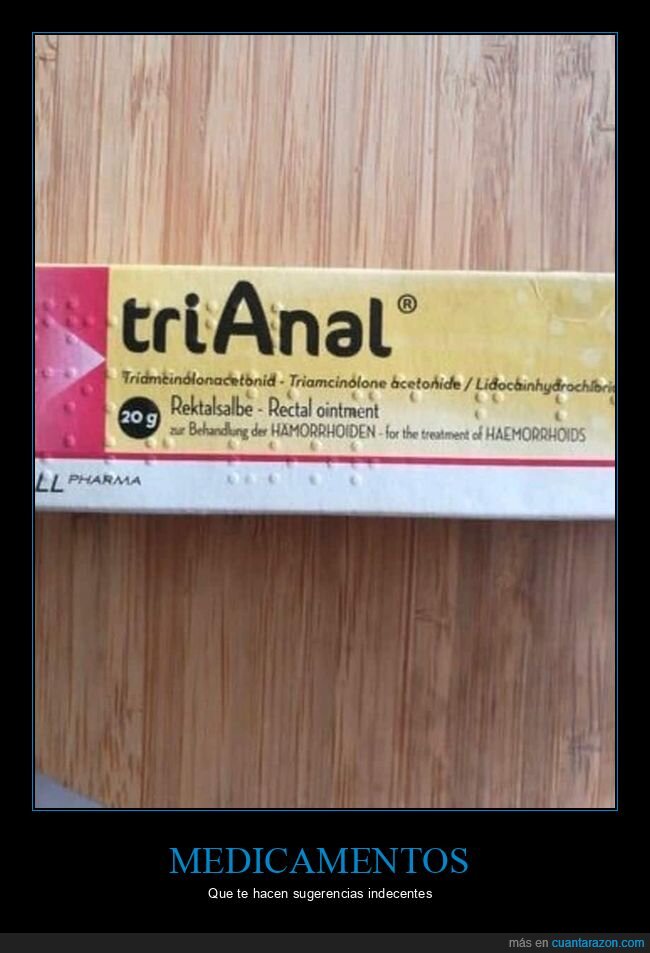 triAnal®
Triamcinolonacetonid - Triamcinolone acetonide /
20 g
Rektalsalbe - Rectal ointment
zur Behandlung der HÄMORRHOIDEN - for the treatment of HAEMORRHOIDS
PHARMA
MEDICAMENTOS
Que te hacen sugerencias indecentes
más en cuantarazon.com